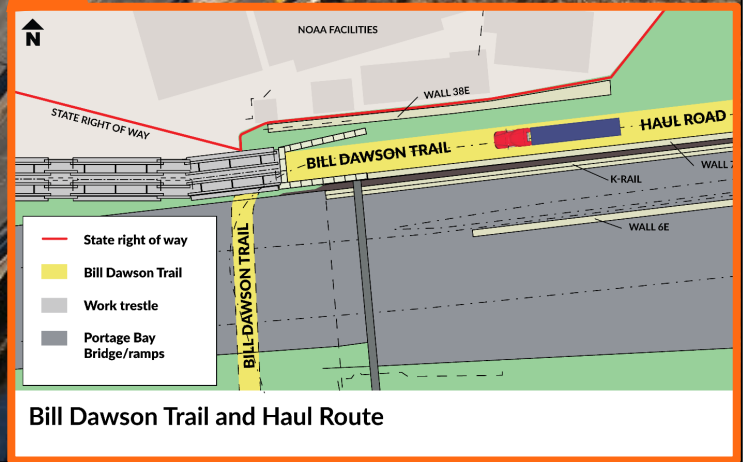 N
NOAA FACILITIES
WALL 38E
STATE RIGHT OF WAY
BILL DAWSON TRAIL
HAUL ROAD
WALL 7
K-RAIL
WALL 6E
BILL DAWSON TRAIL
State right of way
Bill Dawson Trail
Work trestle
Portage Bay
Bridge/ramps
Bill Dawson Trail and Haul Route